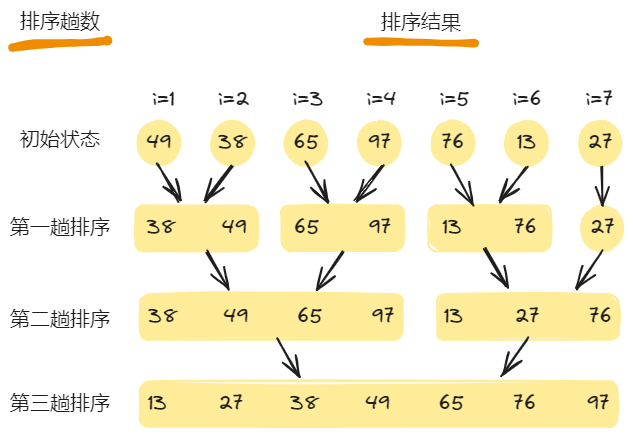 排序趟数 排序结果
i=1 i=2 i=3 i=4 i=5 i=6 i=7
初始状态 49 38 65 97 76 13 27
第一趟排序 38 49 65 97 13 76 27
第二趟排序 38 49 65 97 13 27 76
第三趟排序 13 27 38 49 65 76 97